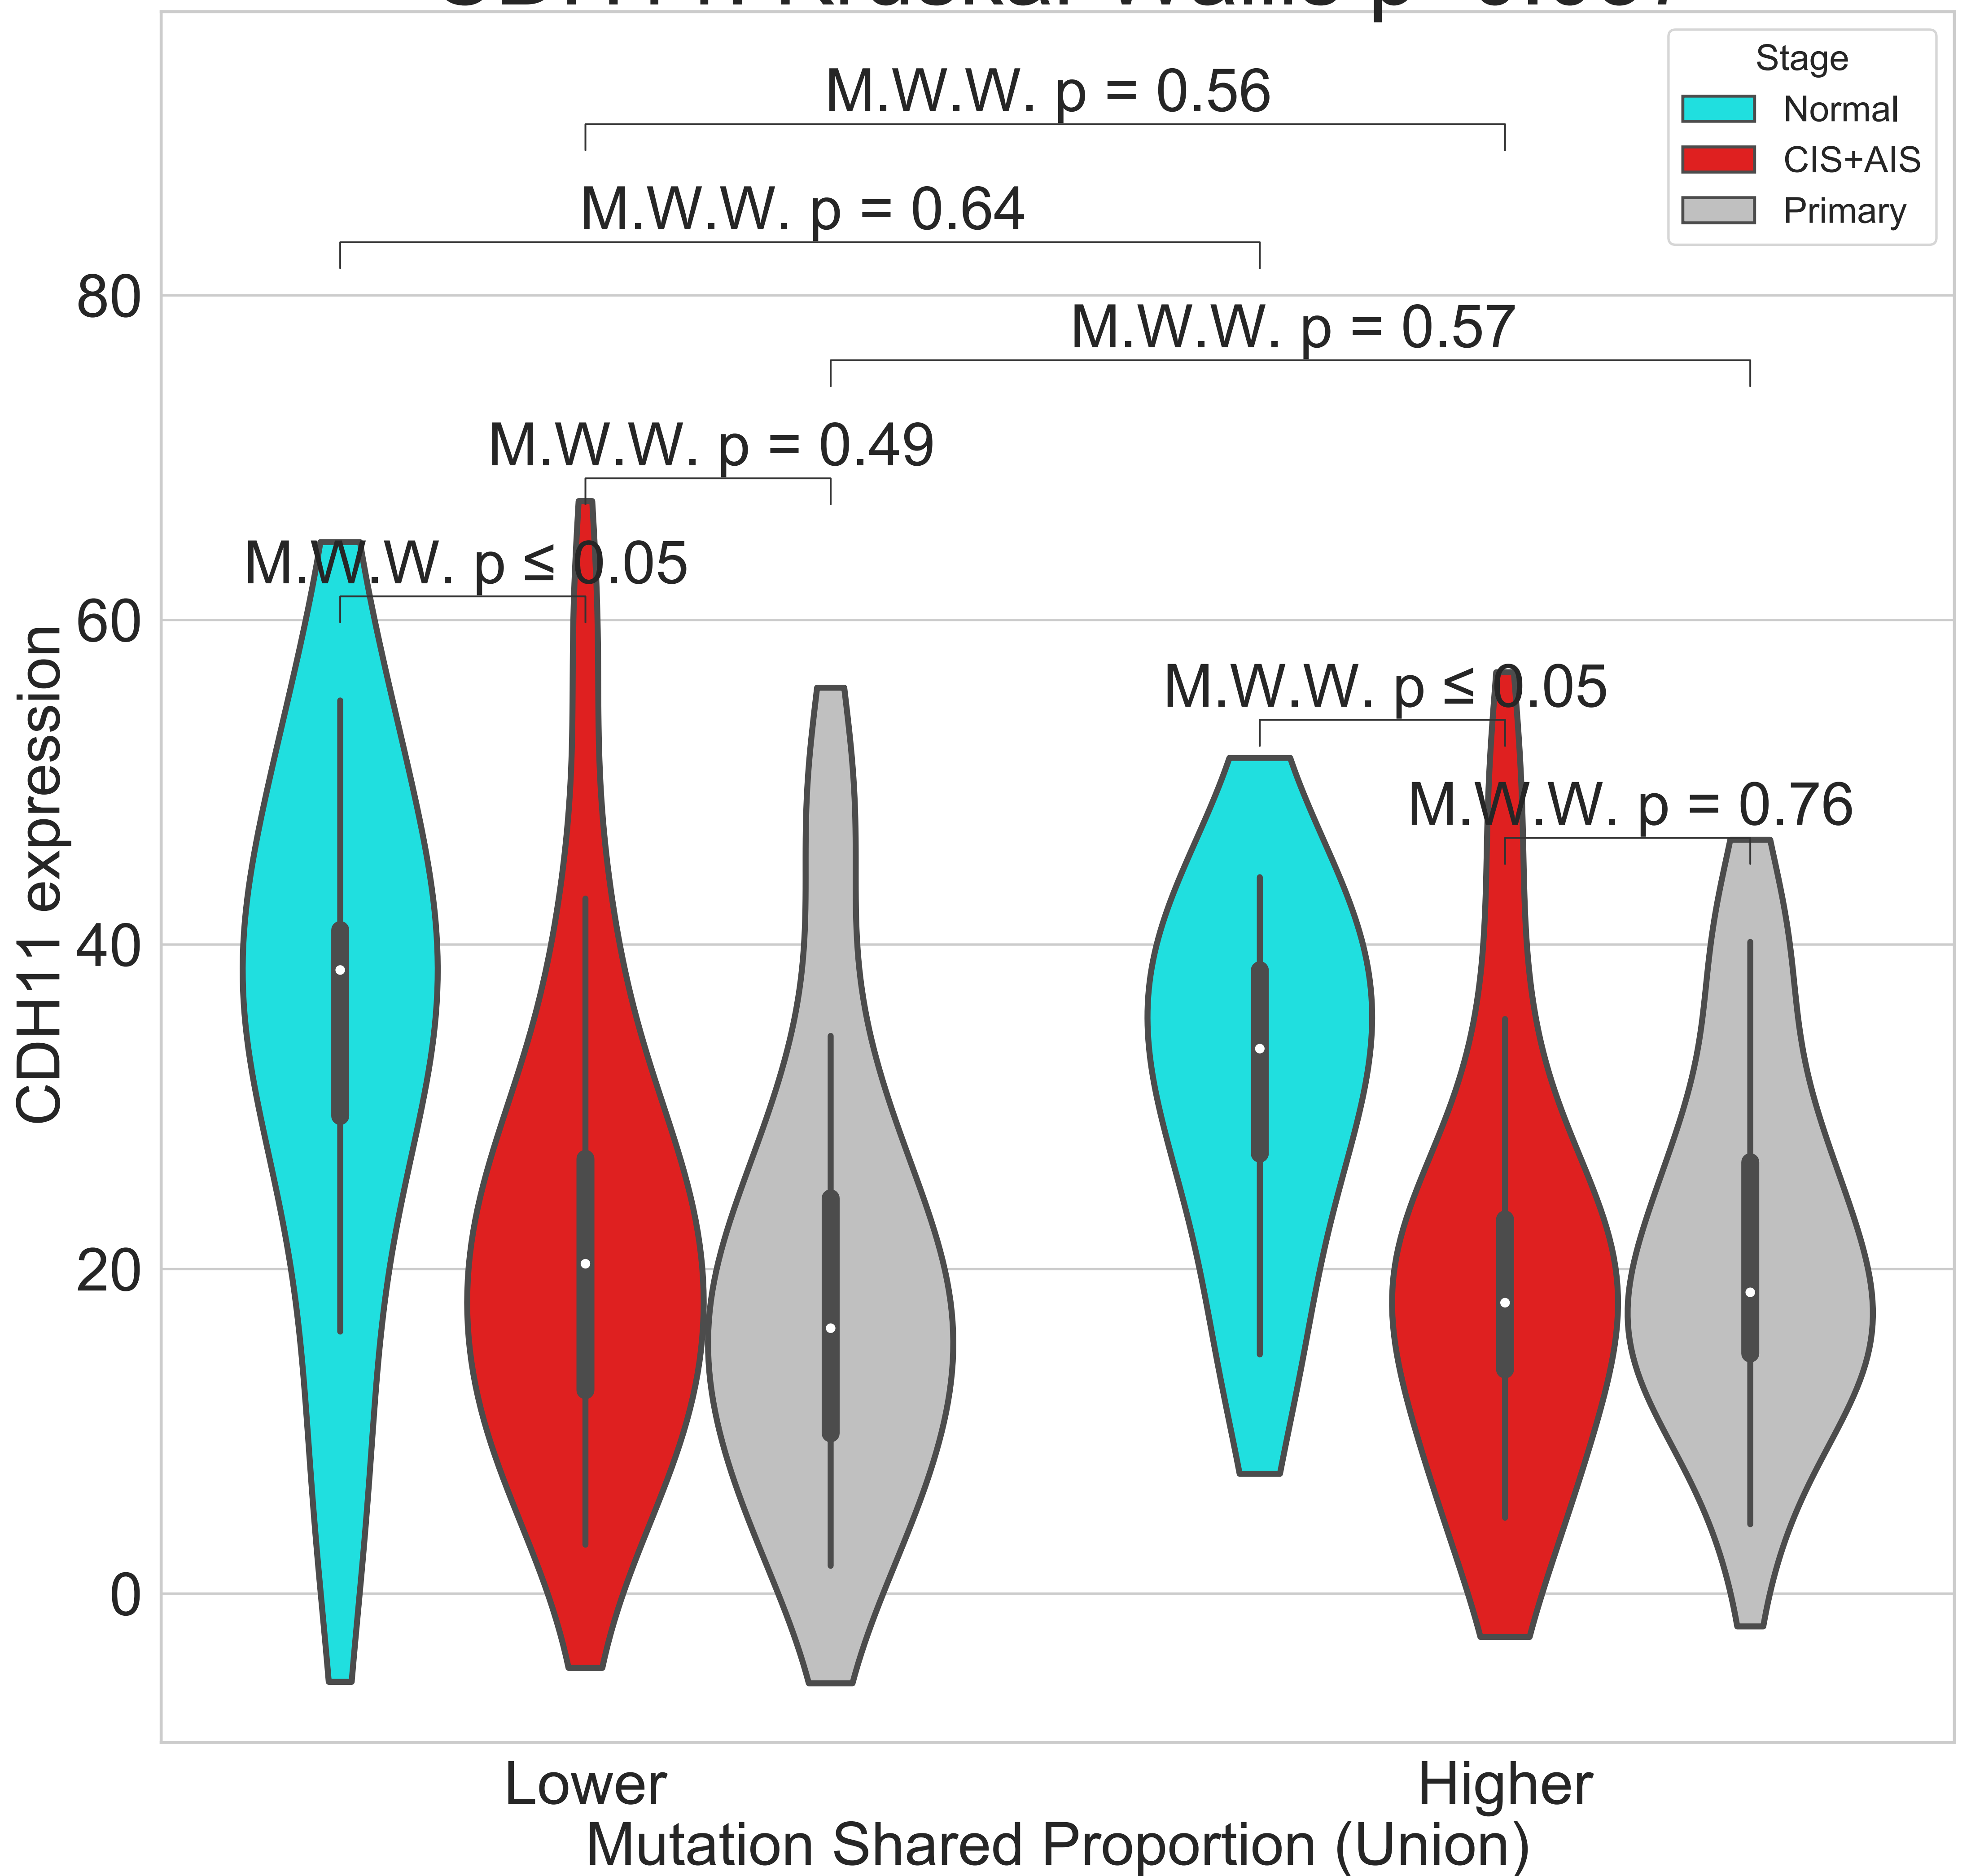 Stage
Normal
CIS+AIS
Primary
M.W.W. p = 0.56
M.W.W. p = 0.64
M.W.W. p = 0.57
M.W.W. p = 0.49
M.W.W. p ≤ 0.05
M.W.W. p ≤ 0.05
M.W.W. p = 0.76
80
60
40
20
0
CDH11 expression
Lower
Higher
Mutation Shared Proportion (Union)